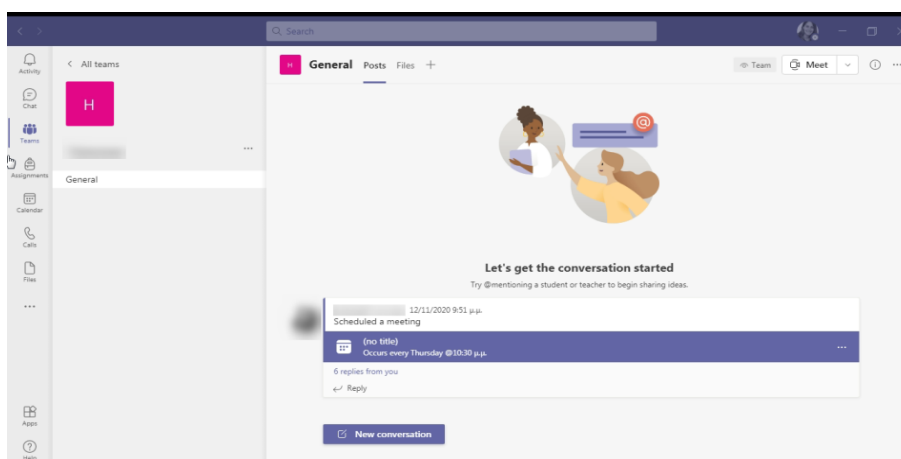 Search
Activity
Chat
Teams
Assignments
Calendar
Calls
Files
...
Apps
Help
All teams
H
...
General
H General Posts Files +
Team
Meet
...
@
Let's get the conversation started
Try @mentioning a student or teacher to begin sharing ideas.
12/11/2020 9:51 μ.μ.
Scheduled a meeting
(no title)
Occurs every Thursday @10:30 μ.μ.
...
6 replies from you
Reply
New conversation